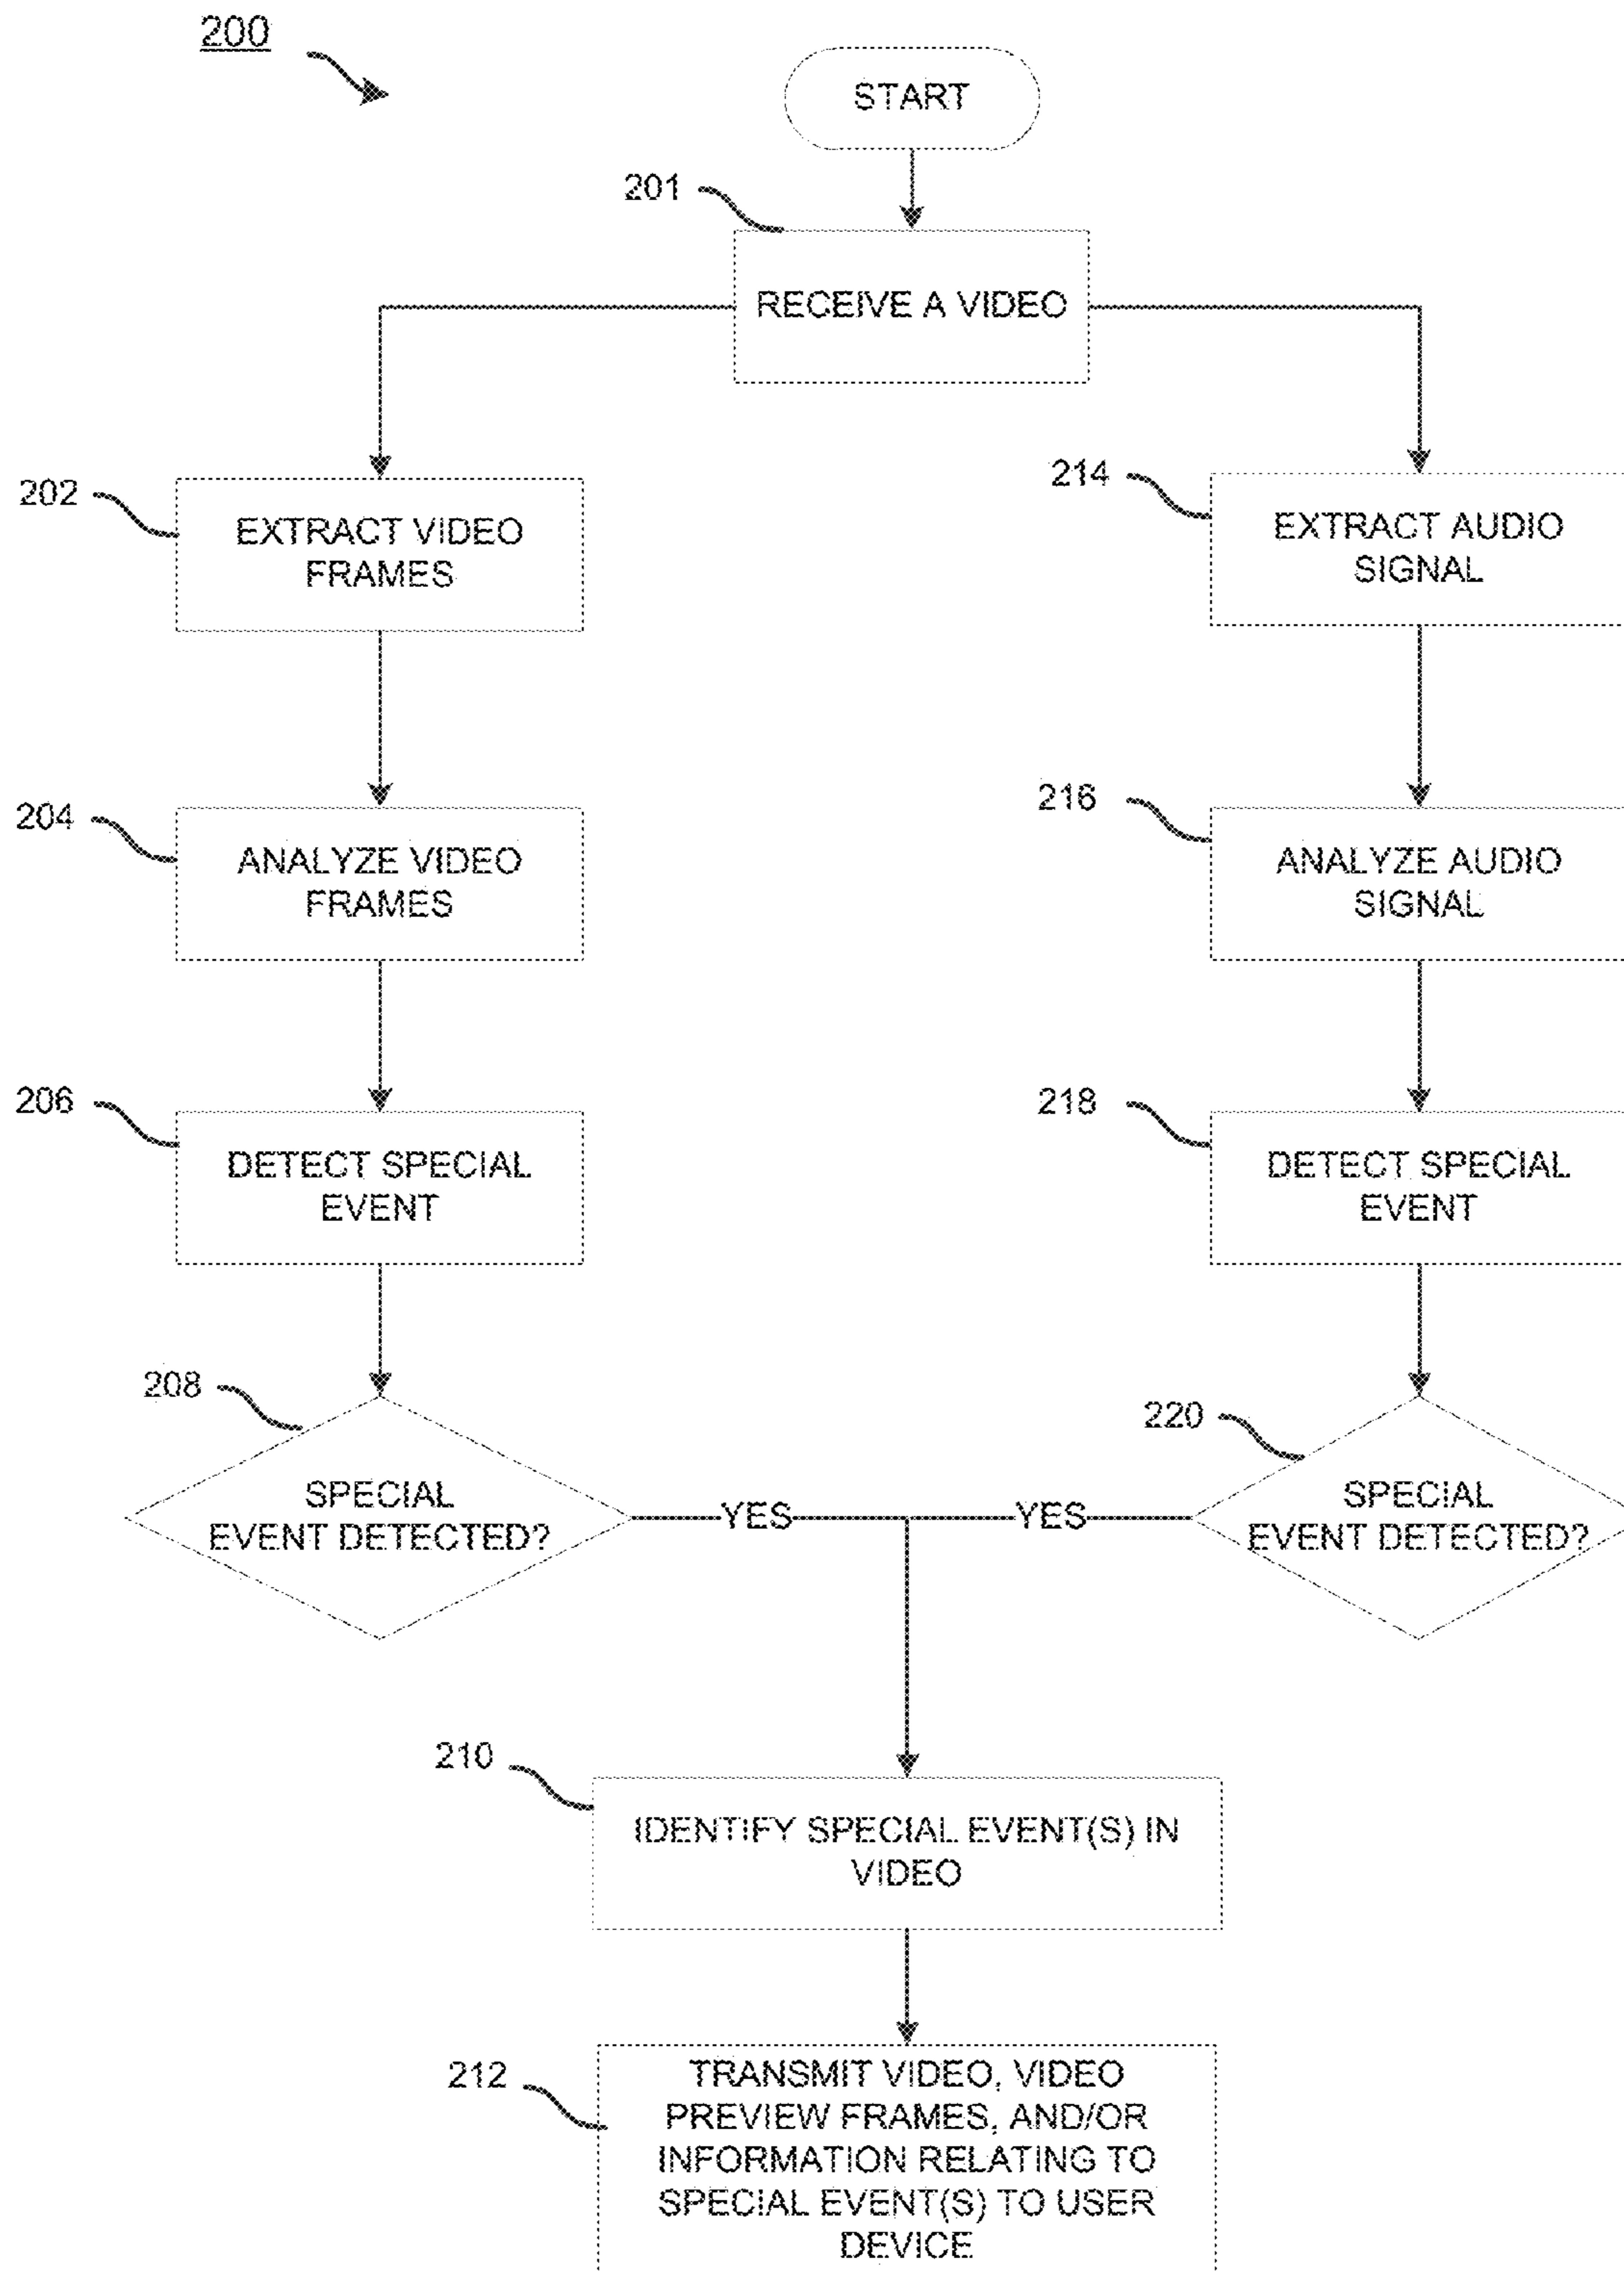 200
START
201
RECEIVE A VIDEO
202
EXTRACT VIDEO
FRAMES
214
EXTRACT AUDIO
SIGNAL
204
ANALYZE VIDEO
FRAMES
216
ANALYZE AUDIO
SIGNAL
206
DETECT SPECIAL
EVENT
218
DETECT SPECIAL
EVENT
208
SPECIAL
EVENT DETECTED?
YES
YES
220
SPECIAL
EVENT DETECTED?
210
IDENTIFY SPECIAL EVENT(S) IN
VIDEO
212
TRANSMIT VIDEO, VIDEO
PREVIEW FRAMES, AND/OR
INFORMATION RELATING TO
SPECIAL EVENT(S) TO USER
DEVICE